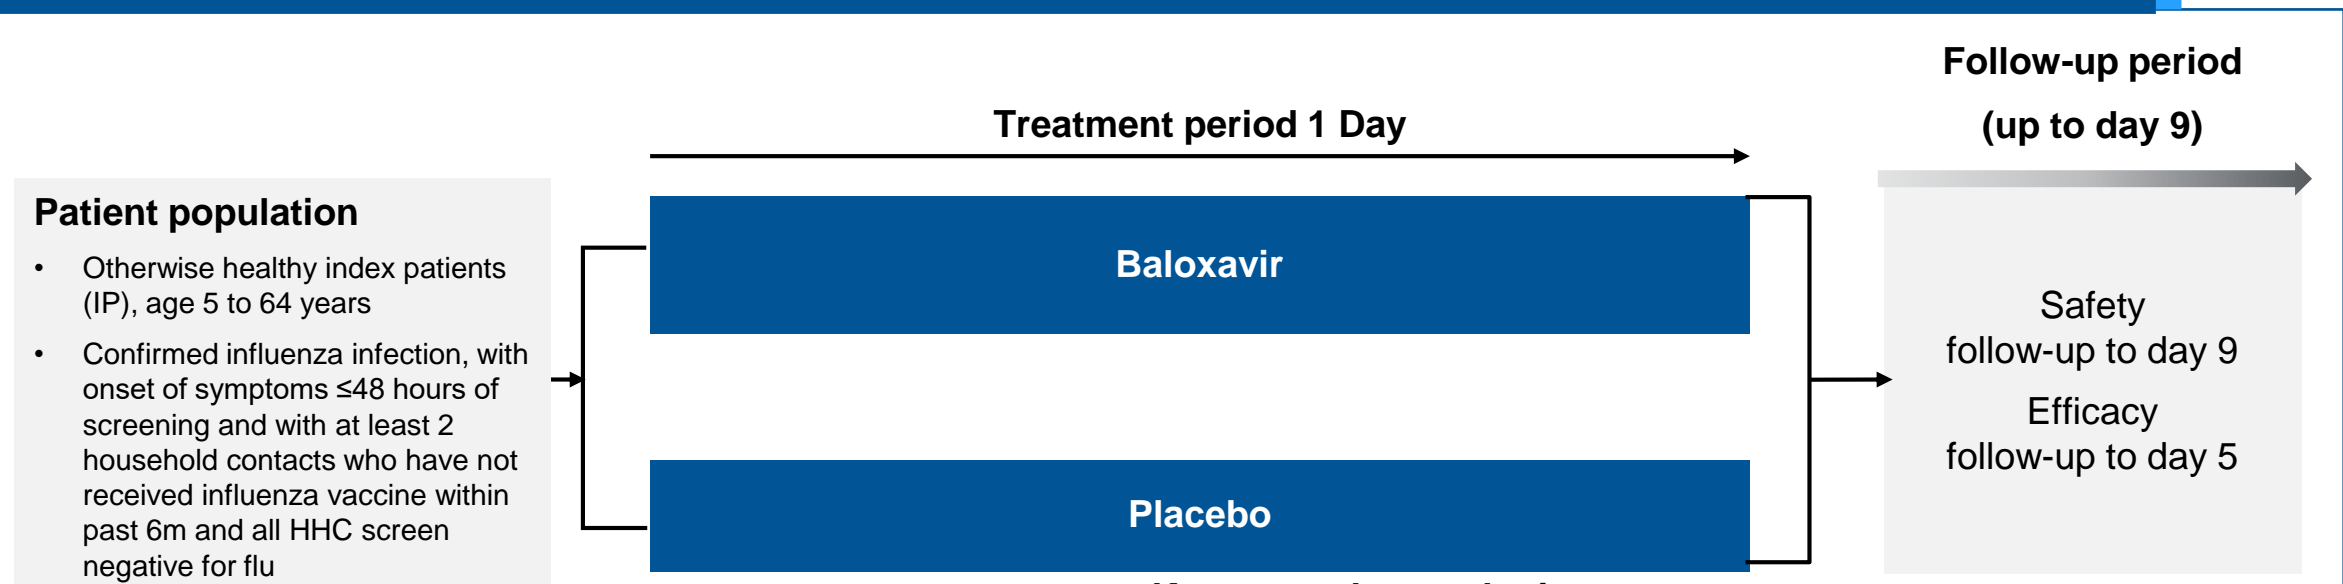 Follow-up period
(up to day 9)
Treatment period 1 Day
Patient population
• Otherwise healthy index patients
(IP), age 5 to 64 years
• Confirmed influenza infection, with
onset of symptoms ≤48 hours of
screening and with at least 2
household contacts who have not
received influenza vaccine within
past 6m and all HHC screen
negative for flu
Baloxavir
Placebo
Safety
follow-up to day 9
Efficacy
follow-up to day 5